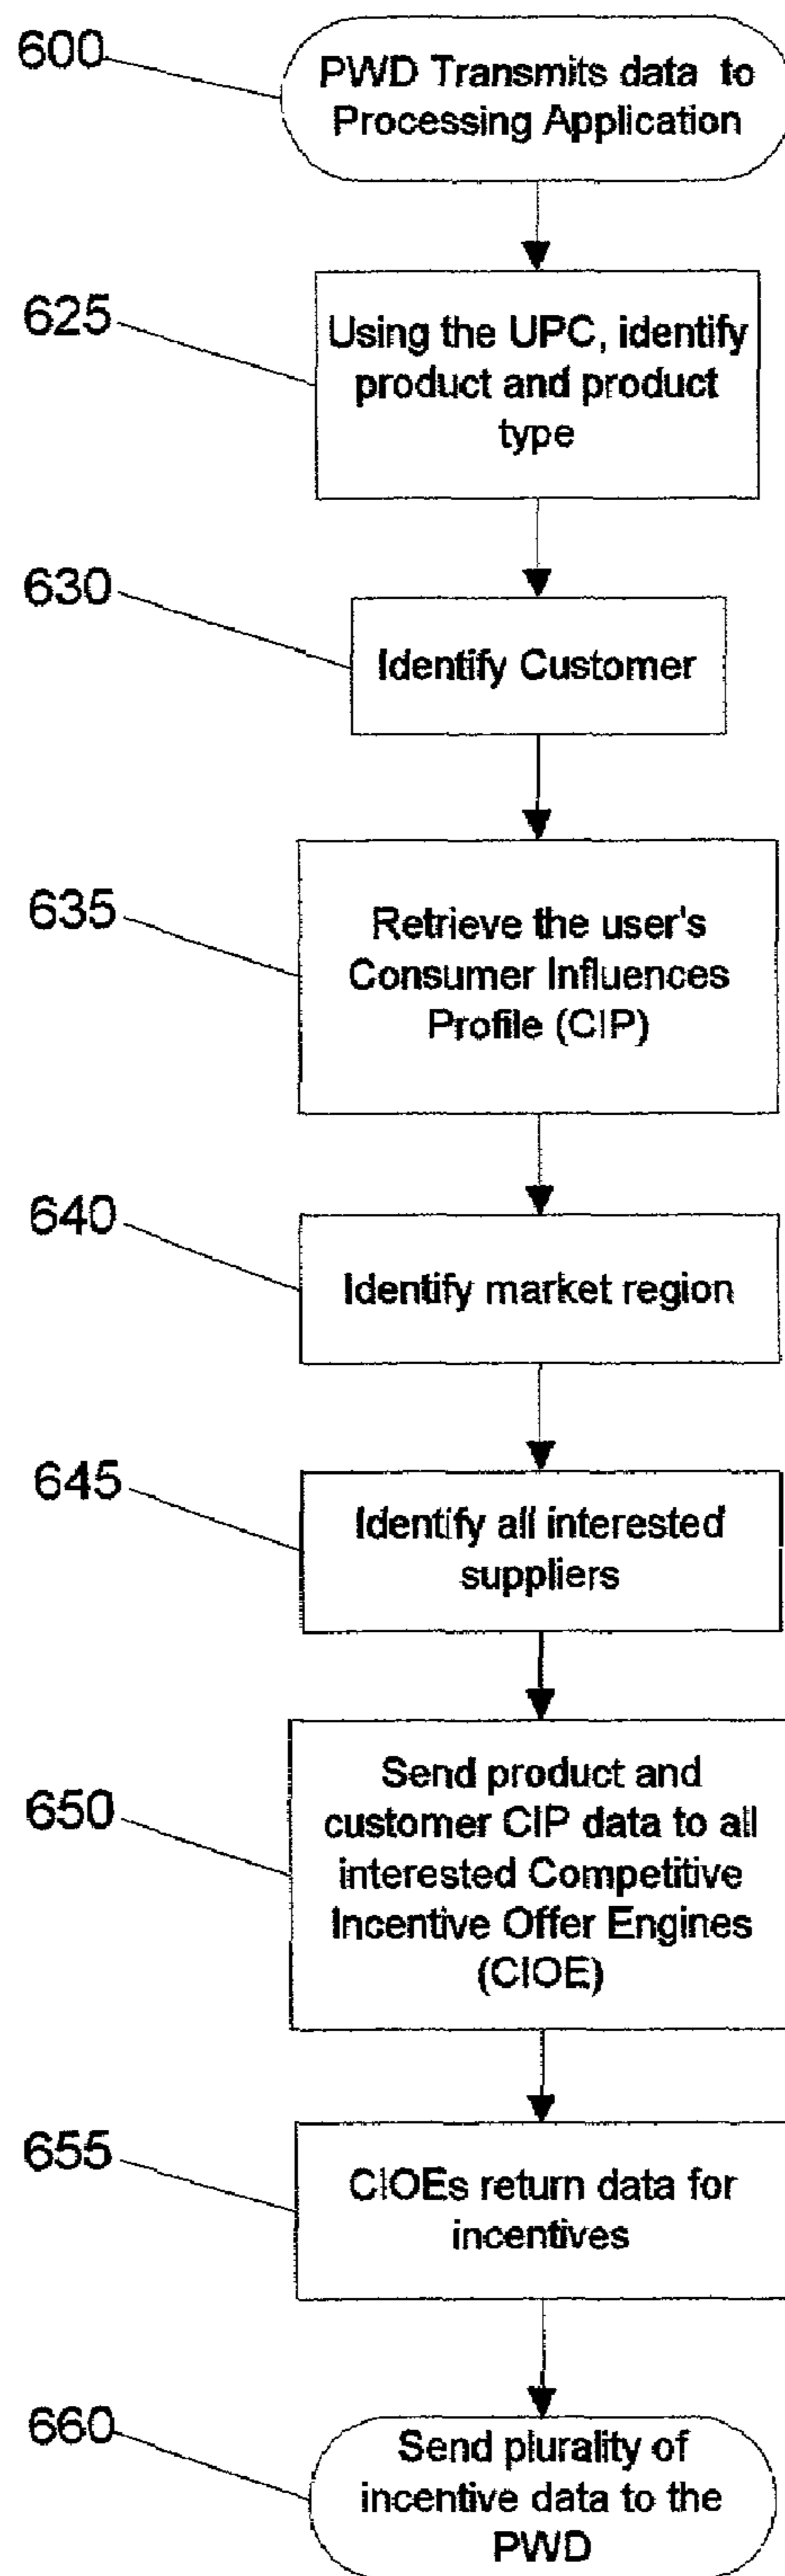 600
PWD Transmits data to
Processing Application
625
Using the UPC, identify
product and product
type
630
Identify Customer
635
Retrieve the user's
Consumer Influences
Profile (CIP)
640
Identify market region
645
Identify all interested
suppliers
650
Send product and
customer CIP data to all
interested Competitive
Incentive Offer Engines
(CIOE)
655
CIOEs return data for
incentives
660
Send plurality of
incentive data to the
PWD